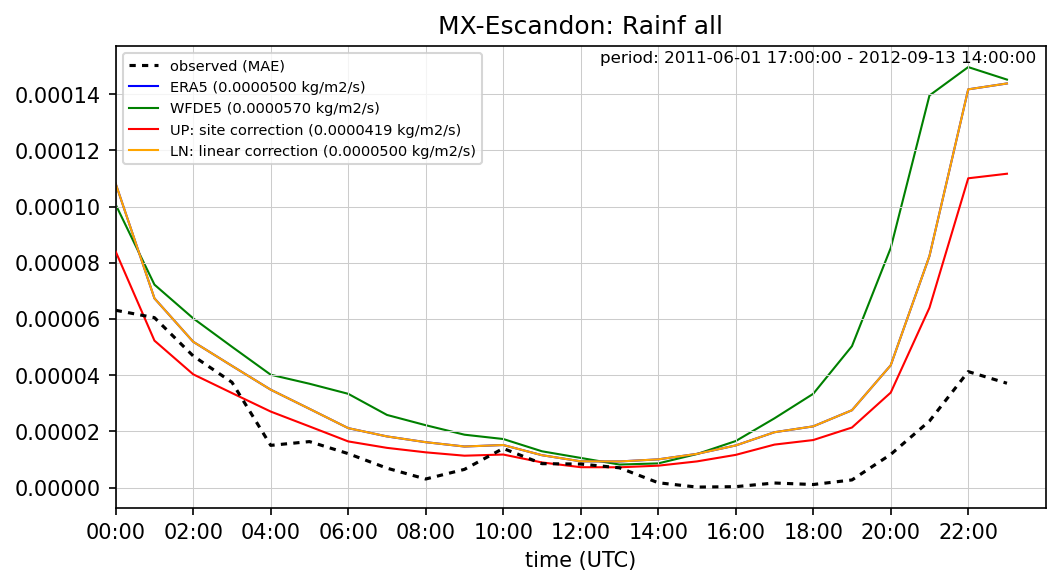 MX-Escandon: Rainf all
period: 2011-06-01 17:00:00 - 2012-09-13 14:00:00
observed (MAE)
ERA5 (0.0000500 kg/m2/s)
WFDE5 (0.0000570 kg/m2/s)
UP: site correction (0.0000419 kg/m2/s)
LN: linear correction (0.0000500 kg/m2/s)
0.00014
0.00012
0.00010
0.00008
0.00006
0.00004
0.00002
0.00000
00:00 02:00 04:00 06:00 08:00 10:00 12:00 14:00 16:00 18:00 20:00 22:00
time (UTC)